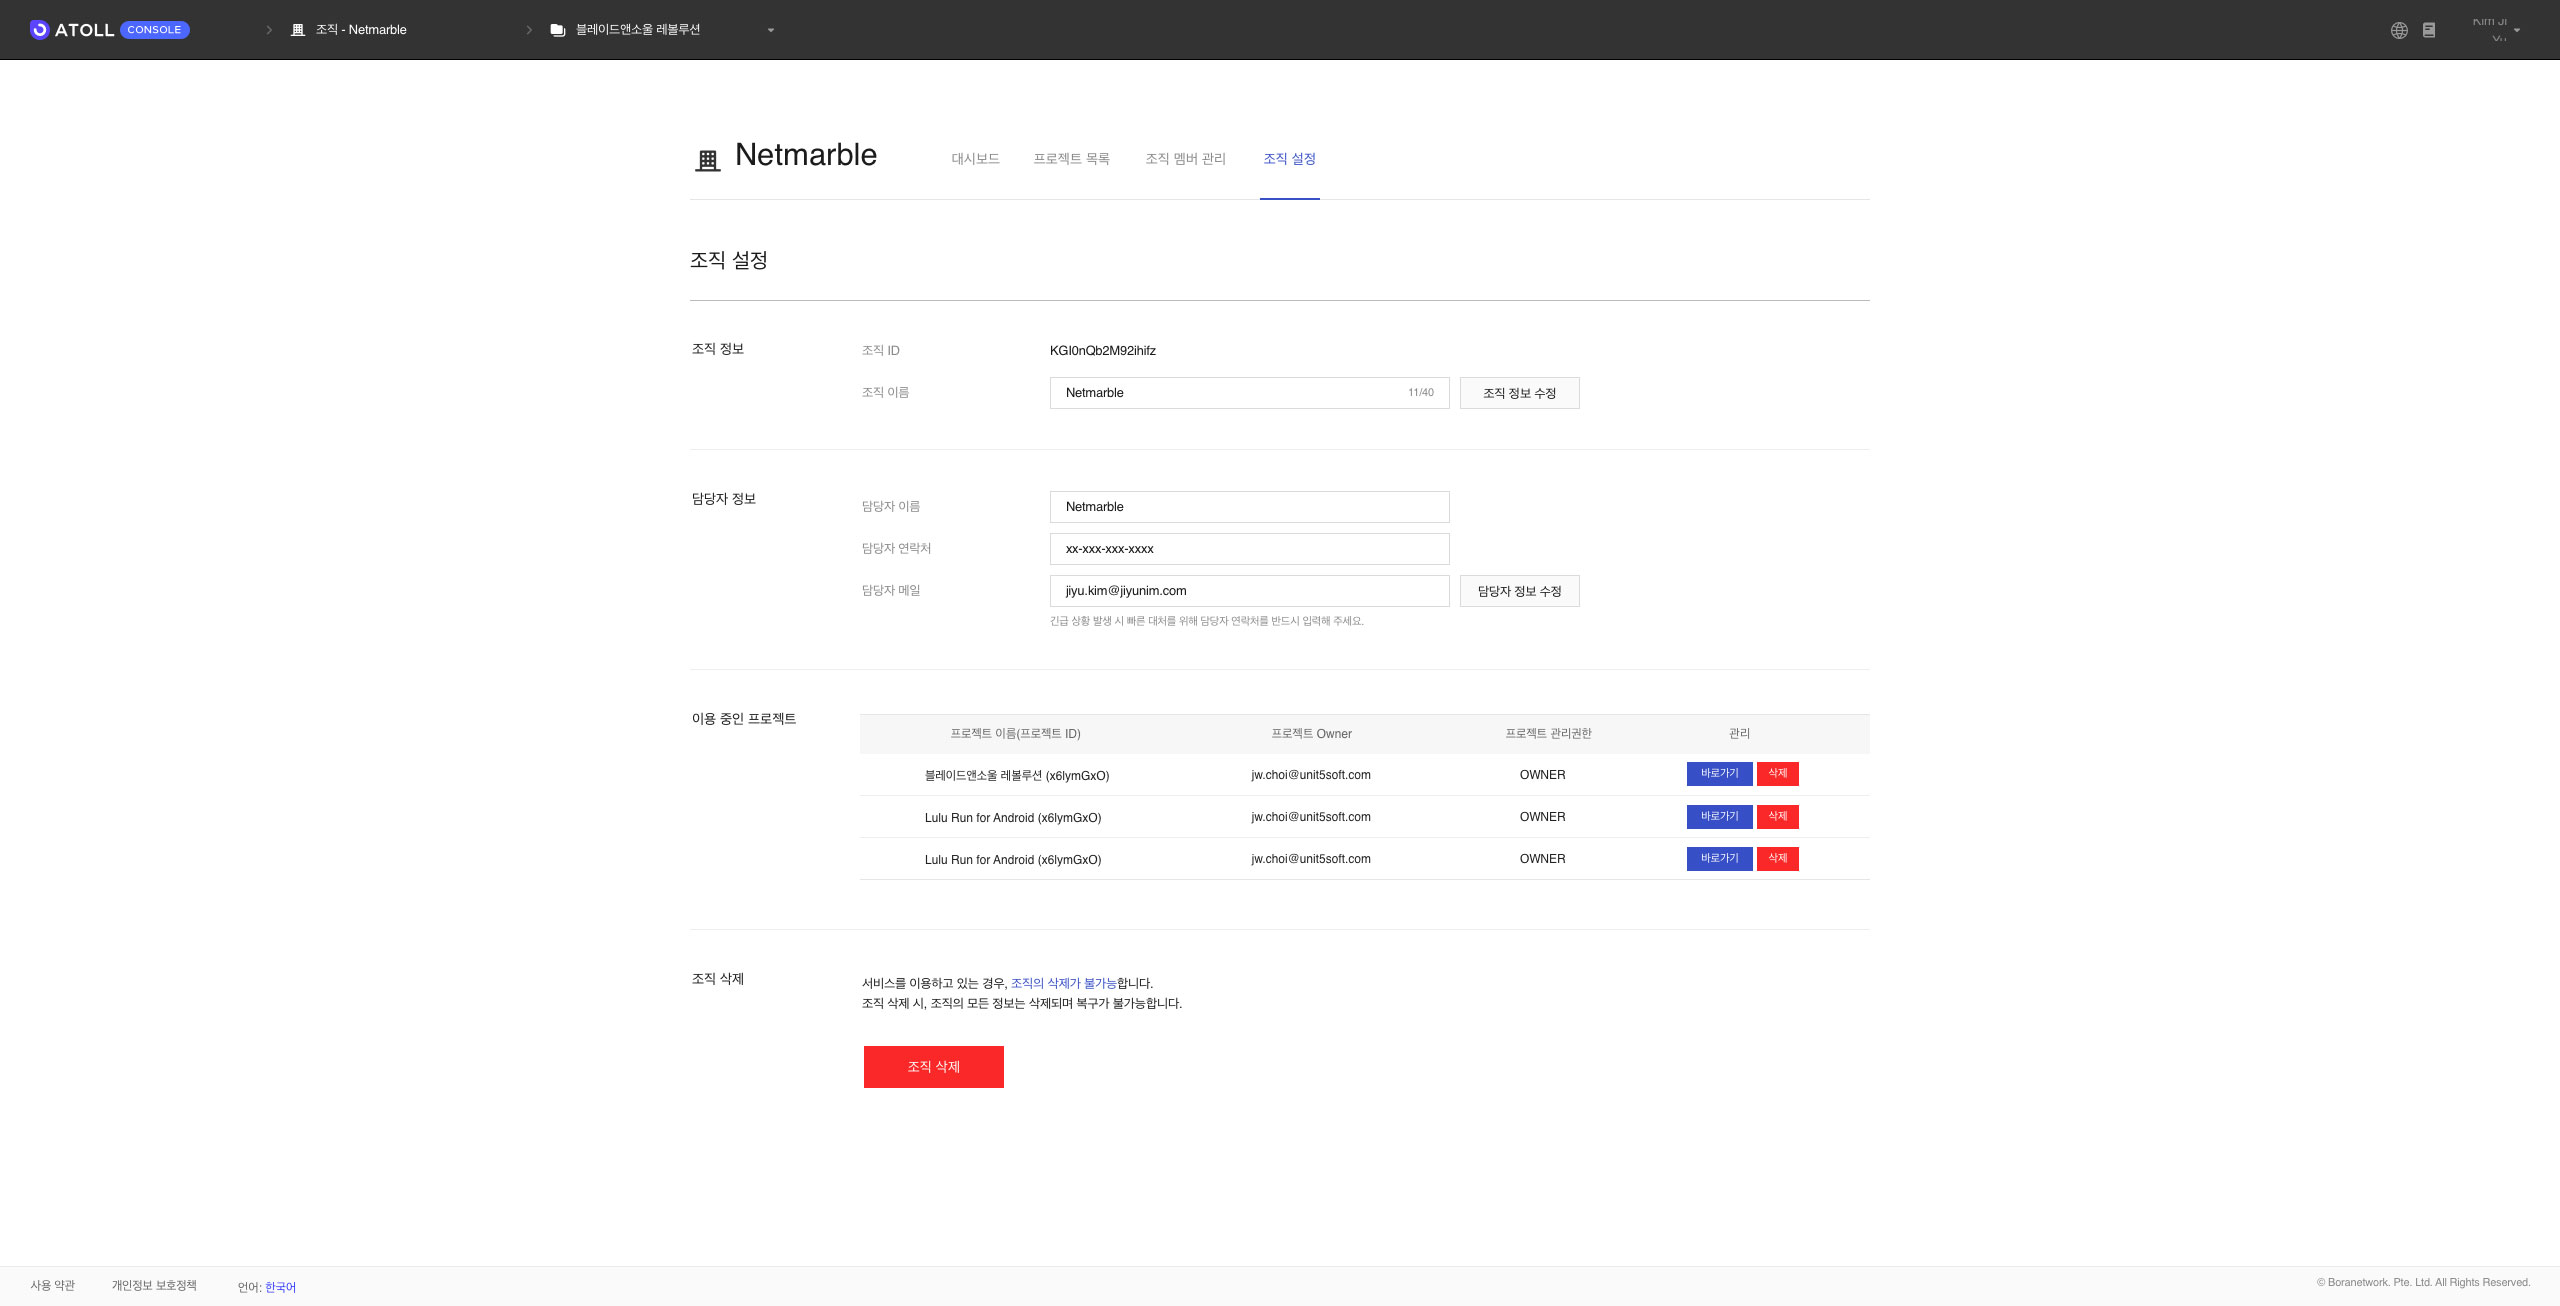 ATOLL CONSOLE
조직 - Netmarble
블레이드앤소울 레볼루션
Netmarble
대시보드
프로젝트 목록
조직 멤버 관리
조직 설정
조직 설정
조직 정보
조직 ID
KGI0nQb2M92ihifz
조직 이름
Netmarble
11/40
조직 정보 수정
담당자 정보
담당자 이름
Netmarble
담당자 연락처
xx-xxx-xxx-xxxx
담당자 메일
jiyu.kim@jiyunim.com
담당자 정보 수정
긴급 상황 발생 시 빠른 대처를 위해 담당자 연락처를 반드시 입력해 주세요.
이용 중인 프로젝트
프로젝트 이름(프로젝트 ID)
프로젝트 Owner
프로젝트 관리권한
관리
블레이드앤소울 레볼루션 (x6lymGxO)
jw.choi@unit5soft.com
OWNER
바로가기
삭제
Lulu Run for Android (x6lymGxO)
jw.choi@unit5soft.com
OWNER
바로가기
삭제
Lulu Run for Android (x6lymGxO)
jw.choi@unit5soft.com
OWNER
바로가기
삭제
조직 삭제
서비스를 이용하고 있는 경우, 조직의 삭제가 불가능합니다.
조직 삭제 시, 조직의 모든 정보는 삭제되며 복구가 불가능합니다.
조직 삭제
사용 약관
개인정보 보호정책
언어: 한국어
© Boranetwork. Pte. Ltd. All Rights Reserved.